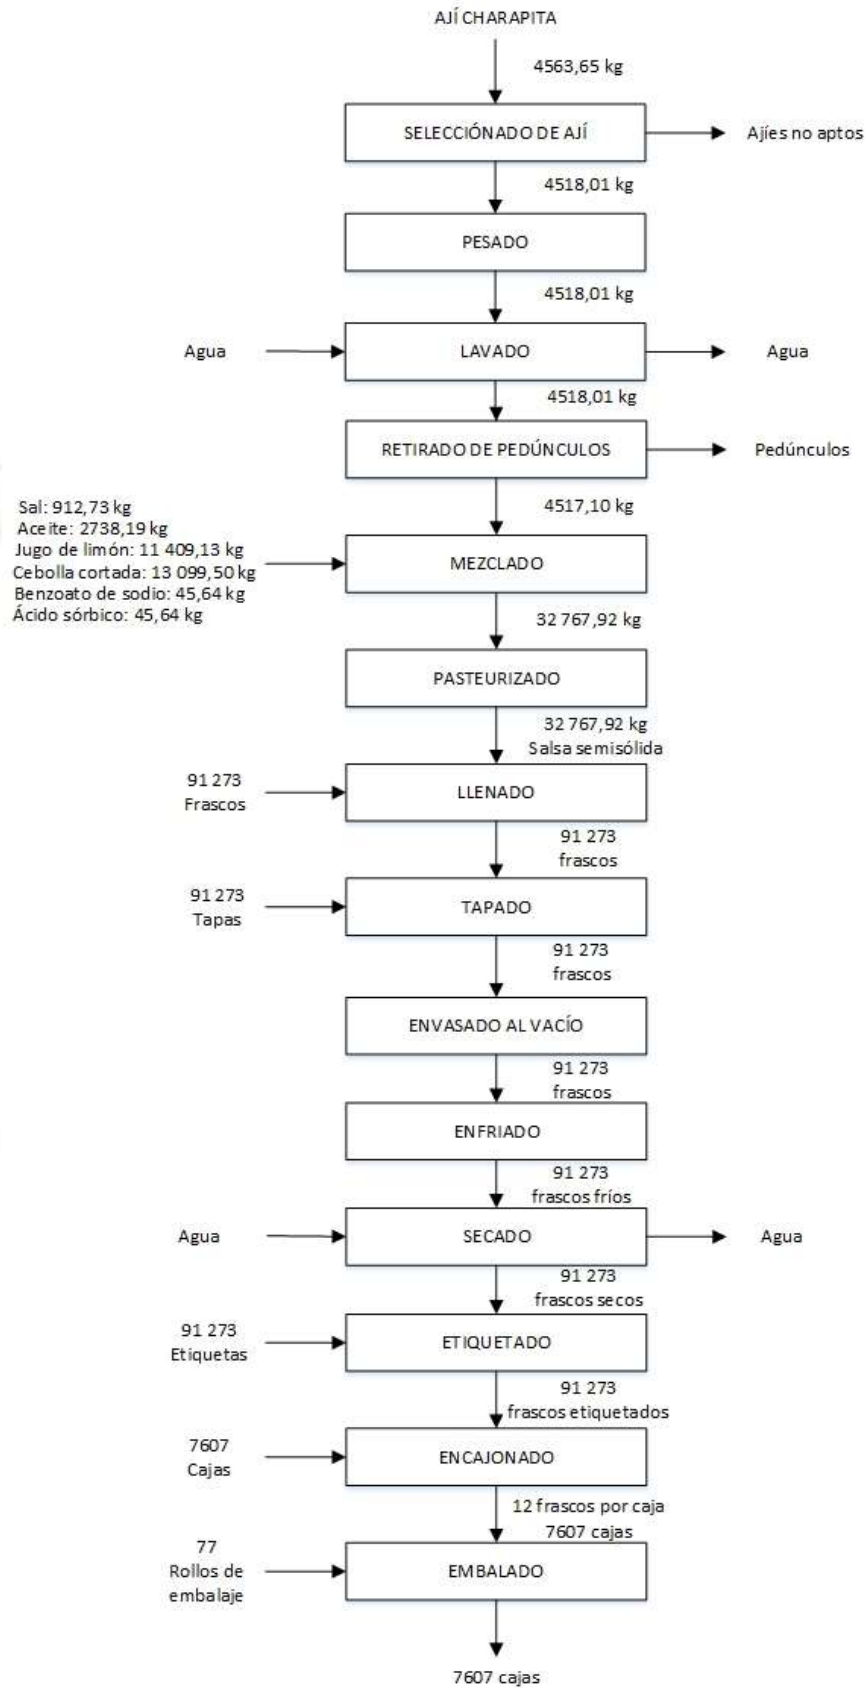 AJÍ CHARAPITA
4563,65 kg
SELECCIÓNADO DE AJÍ
Ajíes no aptos
4518,01 kg
PESADO
4518,01 kg
Agua
LAVADO
Agua
4518,01 kg
RETIRADO DE PEDÚNCULOS
Pedúnculos
4517,10 kg
Sal: 912,73 kg
Aceite: 2738,19 kg
Jugo de limón: 11 409,13 kg
Cebolla cortada: 13 099,50 kg
Benzoato de sodio: 45,64 kg
Ácido sórbico: 45,64 kg
MEZCLADO
32 767,92 kg
PASTEURIZADO
32 767,92 kg
Salsa semisólida
91 273
Frascos
LLENADO
91 273
frascos
91 273
Tapas
TAPADO
91 273
frascos
ENVASADO AL VACÍO
91 273
frascos
ENFRIADO
91 273
frascos fríos
Agua
SECADO
Agua
91 273
frascos secos
91 273
Etiquetas
ETIQUETADO
91 273
frascos etiquetados
7607
Cajas
ENCAJONADO
12 frascos por caja
7607 cajas
77
Rollos de
embalaje
EMBALADO
7607 cajas